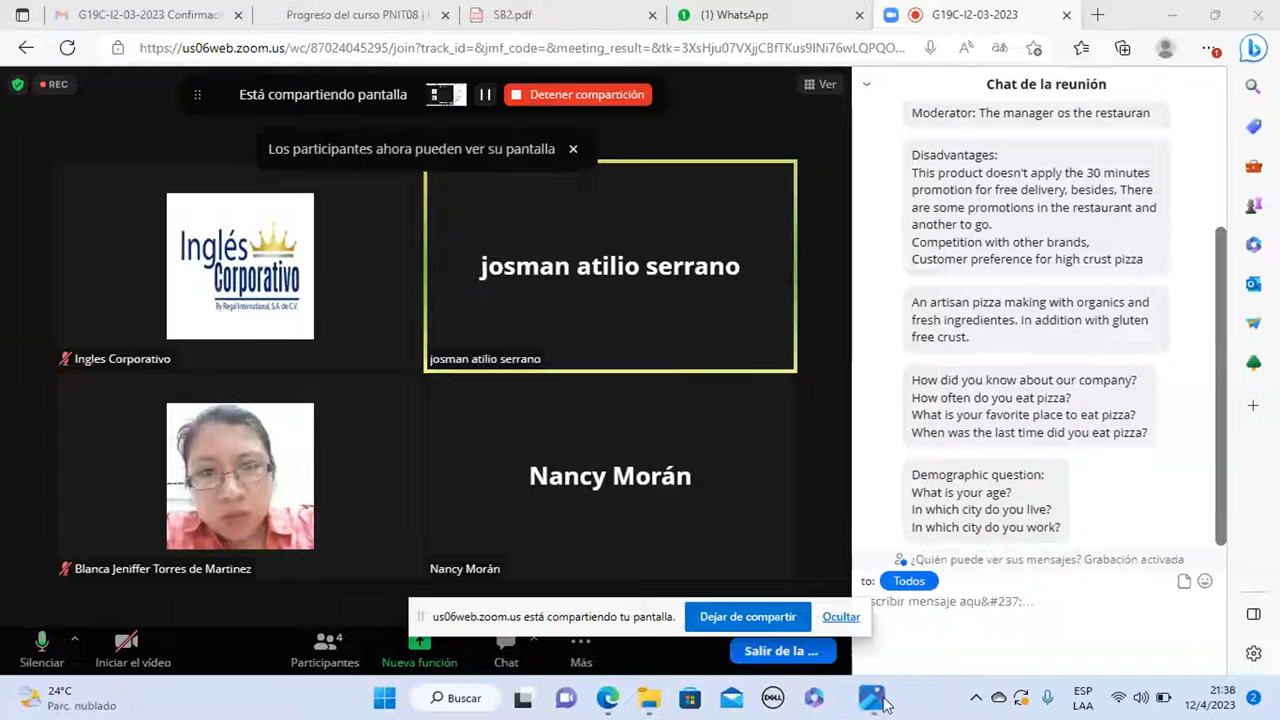 G19C-I2-03-2023 Confirmac
Progreso del curso PNIT08 ¡
SB2.pdf
(1) WhatsApp
G19C-I2-03-2023
https://us06web.zoom.us/wc/87024045295/join?track_id=&jmf_code=&meeting_result=&tk=3XsHju07VXjjCBfTKus9INi76wLQPQO...
REC
Está compartiendo pantalla
Detener compartición
Ver
Los participantes ahora pueden ver su pantalla
Inglés
Corporativo
By Regal International, S.A. de C.V.
Ingles Corporativo
josman atilio serrano
josman atilio serrano
Blanca Jeniffer Torres de Martinez
Nancy Morán
Nancy Morán
Chat de la reunión
Moderator: The manager os the restauran
Disadvantages:
This product doesn't apply the 30 minutes
promotion for free delivery, besides, There
are some promotions in the restaurant and
another to go.
Competition with other brands,
Customer preference for high crust pizza
An artisan pizza making with organics and
fresh ingredientes. In addition with gluten
free crust.
How did you know about our company?
How often do you eat pizza?
What is your favorite place to eat pizza?
When was the last time did you eat pizza?
Demographic question:
What is your age?
In which city do you live?
In which city do you work?
¿Quién puede ver sus mensajes? Grabación activada
to: Todos
scribir mensaje aqu&#237;...
us06web.zoom.us está compartiendo tu pantalla.
Dejar de compartir
Ocultar
Silenciar
Iniciar el vídeo
4
Participantes
Nueva función
Chat
Más
Salir de la ...
24°C
Parc. nublado
Buscar
DELL
ESP
LAA
21:38
12/4/2023
2